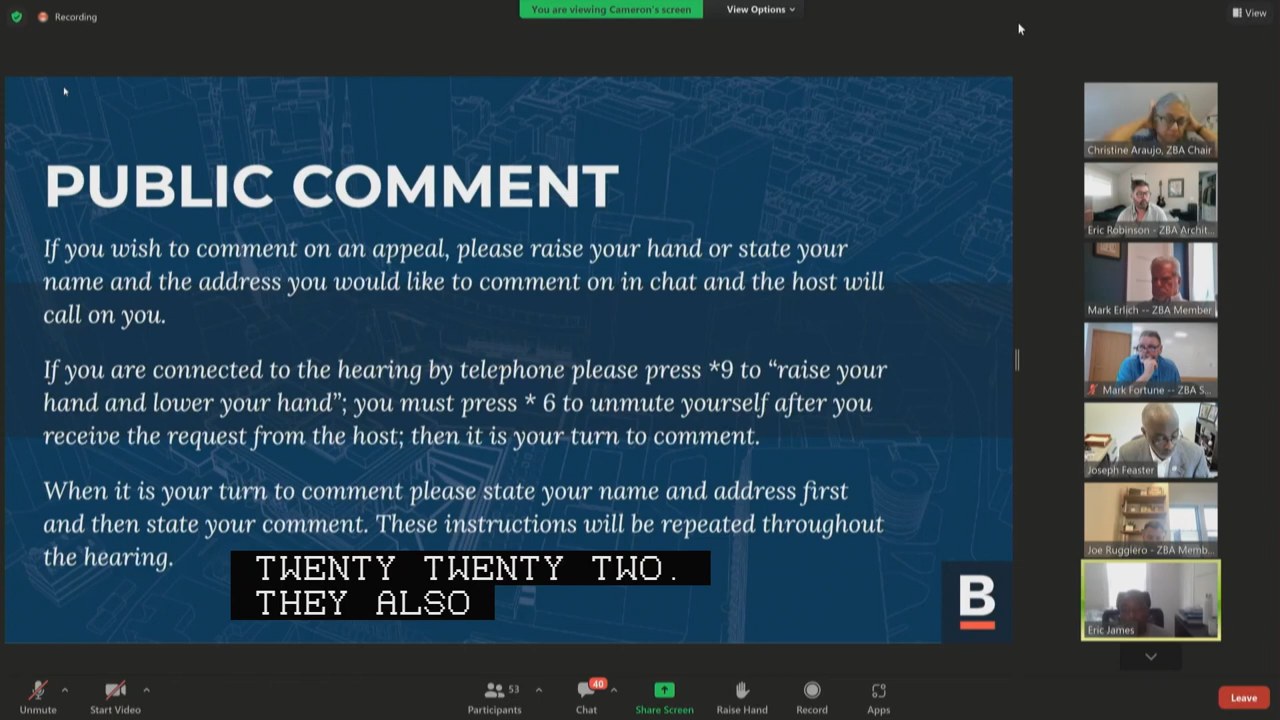 Recording
You are viewing Cameron's screen
View Options
View
PUBLIC COMMENT
If you wish to comment on an appeal, please raise your hand or state your
name and the address you would like to comment on in chat and the host will
call on you.
If you are connected to the hearing by telephone please press *9 to “raise your
hand and lower your hand”; you must press * 6 to unmute yourself after you
receive the request from the host; then it is your turn to comment.
When it is your turn to comment please state your name and address first
and then state your comment. These instructions will be repeated throughout
the hearing.
TWENTY TWENTY TWO.
THEY ALSO
B
Christine Araujo, ZBA Chair
Eric Robinson - ZBA Archit...
Mark Erlich -- ZBA Member
Mark Fortune -- ZBA S...
Joseph Feaster
Joe Ruggiero - ZBA Memb...
Eric James
Unmute
Start Video
53
Participants
40
Chat
Share Screen
Raise Hand
Record
Apps
Leave